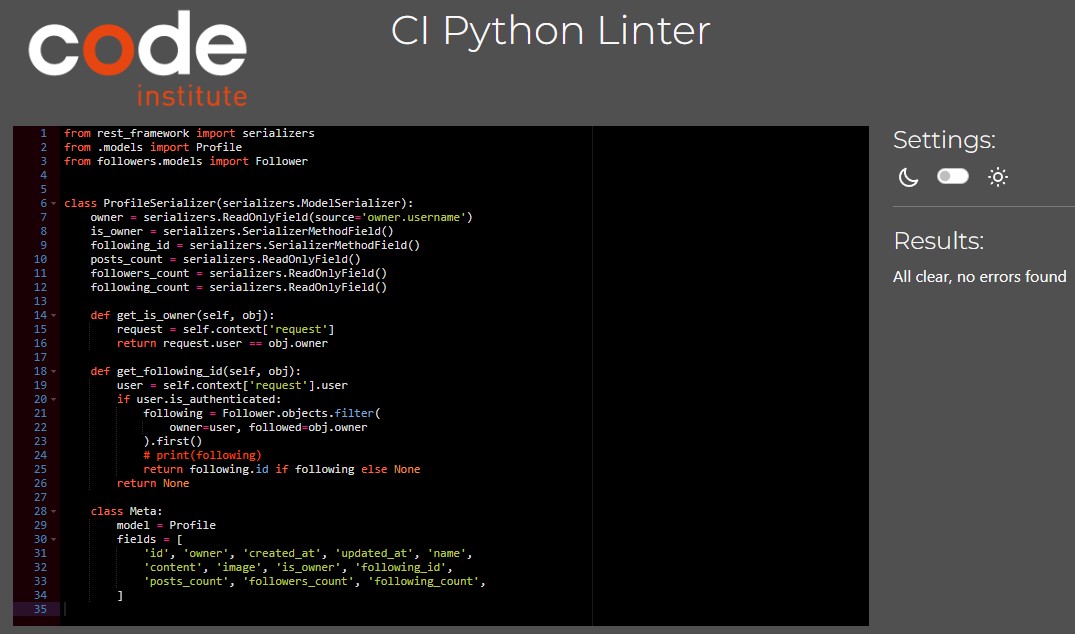 code
institute
CI Python Linter
1 from rest_framework import serializers
2 from .models import Profile
3 from followers.models import Follower
4
5
6 class ProfileSerializer(serializers.ModelSerializer):
7     owner = serializers.ReadOnlyField(source='owner.username')
8     is_owner = serializers.SerializerMethodField()
9     following_id = serializers.SerializerMethodField()
10     posts_count = serializers.ReadOnlyField()
11     followers_count = serializers.ReadOnlyField()
12     following_count = serializers.ReadOnlyField()
13
14     def get_is_owner(self, obj):
15         request = self.context['request']
16         return request.user == obj.owner
17
18     def get_following_id(self, obj):
19         user = self.context['request'].user
20         if user.is_authenticated:
21             following = Follower.objects.filter(
22                 owner=user, followed=obj.owner
23             ).first()
24             # print(following)
25             return following.id if following else None
26         return None
27
28     class Meta:
29         model = Profile
30         fields = [
31             'id', 'owner', 'created_at', 'updated_at', 'name',
32             'content', 'image', 'is_owner', 'following_id',
33             'posts_count', 'followers_count', 'following_count',
34         ]
35
Settings:
Results:
All clear, no errors found